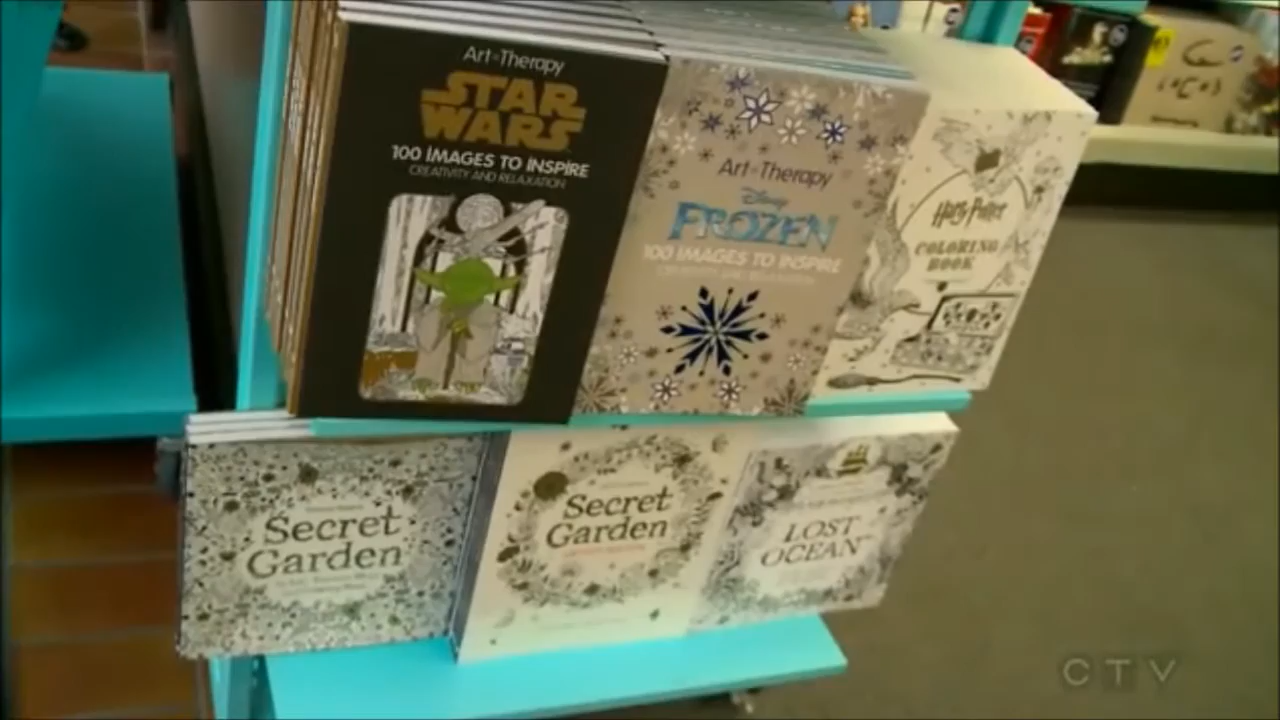 Art Therapy
STAR
WARS
100 IMAGES TO INSPIRE
CREATIVITY AND RELAXATION
Art Therapy
Disney
FROZEN
100 IMAGES TO INSPIRE
Harry Potter
COLORING
BOOK
Secret
Garden
Secret
Garden
LOST
OCEAN
CTV